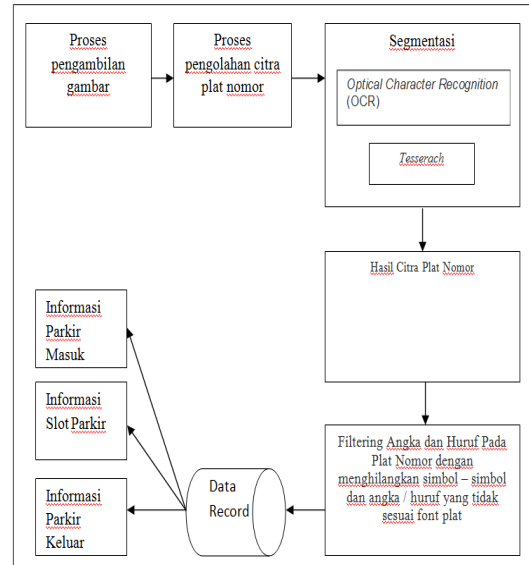 Proses
pengambilan
gambar
Proses
pengolahan citra
plat nomor
Segmentasi
Optical Character Recognition
(OCR)
Tesserach
Hasil Citra Plat Nomor
Filtering Angka dan Huruf Pada
Plat Nomor dengan
menghilangkan simbol – simbol
dan angka / huruf yang tidak
sesuai font plat
Data
Record
Informasi
Parkir
Masuk
Informasi
Slot Parkir
Informasi
Parkir
Keluar